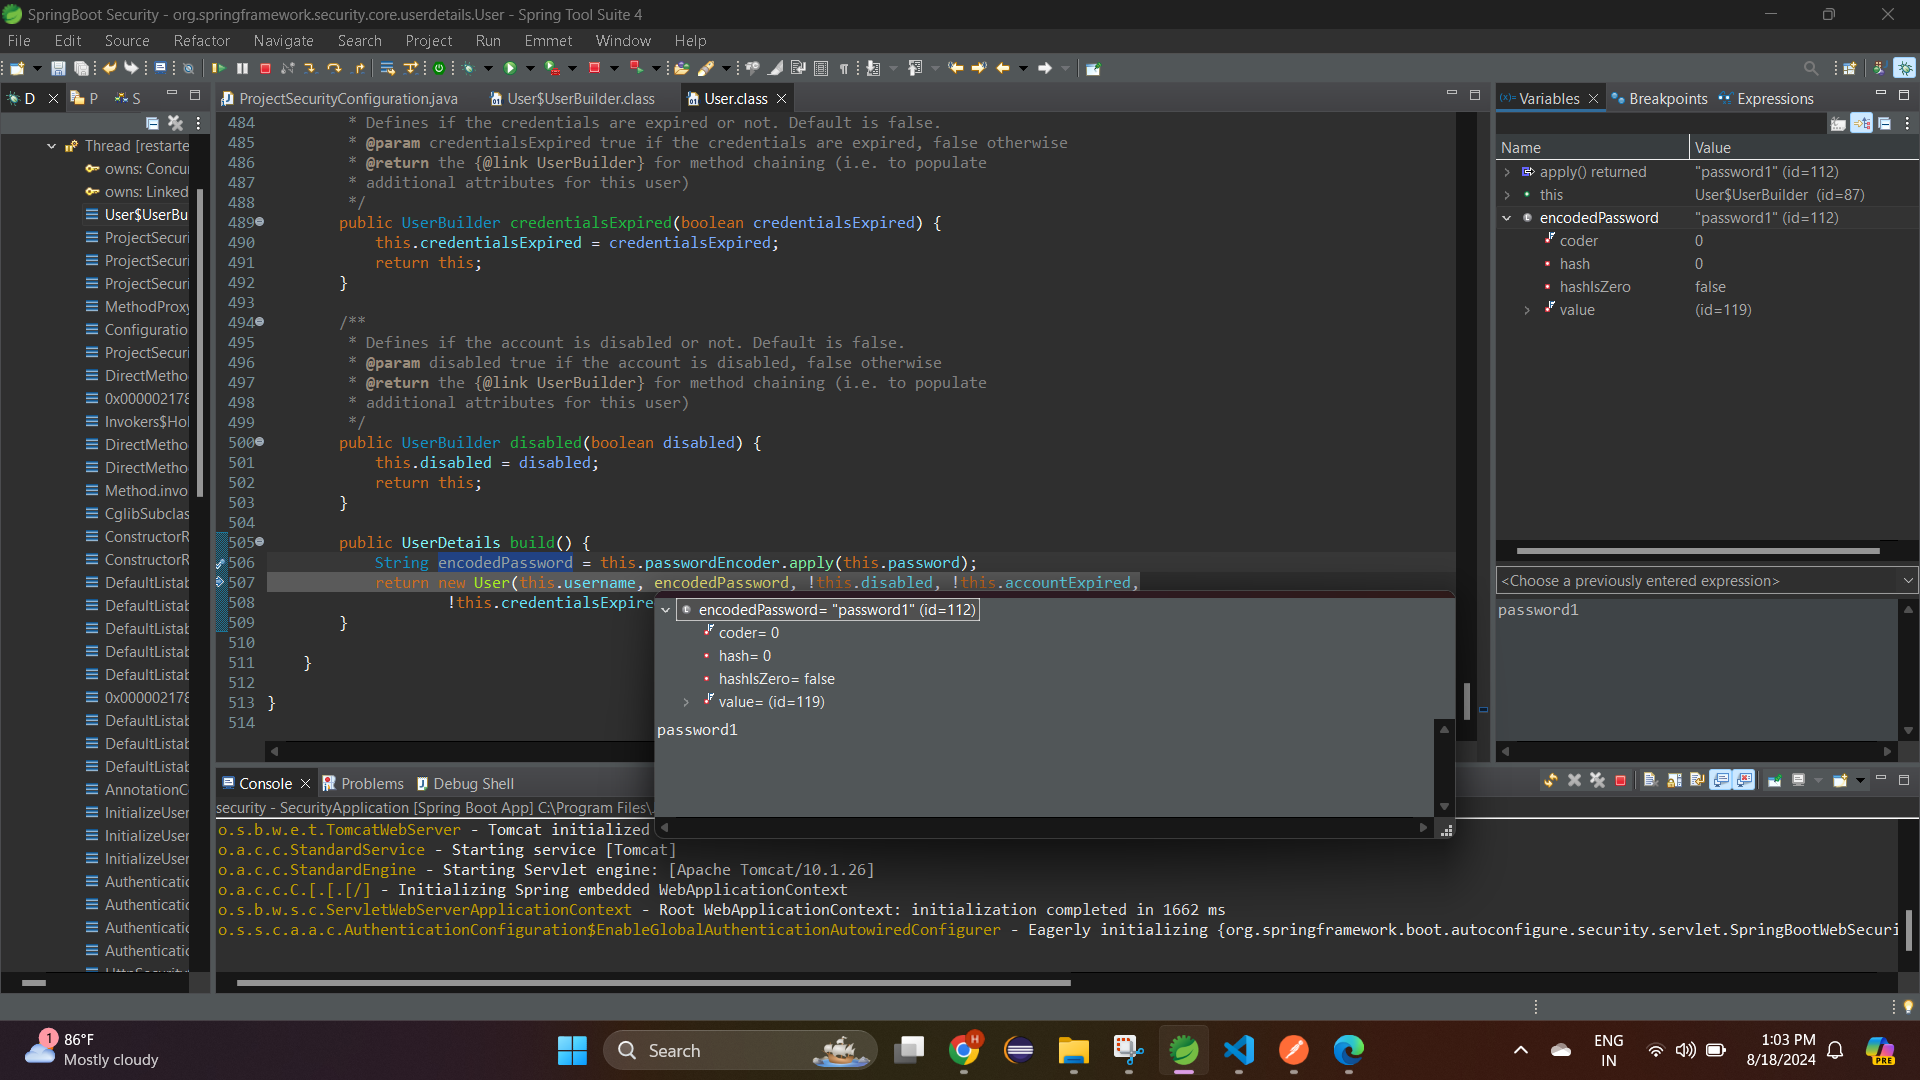 SpringBoot Security - org.springframework.security.core.userdetails.User - Spring Tool Suite 4
File Edit Source Refactor Navigate Search Project Run Emmet Window Help
D P S
Thread [restarte
owns: Concur
owns: Linked
User$UserBu
ProjectSecuri
ProjectSecuri
ProjectSecuri
MethodProxy
Configuratio
ProjectSecuri
DirectMetho
0x000002178
Invokers$Hol
DirectMetho
DirectMetho
Method.invo
CglibSubclas
ConstructorR
ConstructorR
DefaultListab
DefaultListab
DefaultListab
DefaultListab
DefaultListab
0x000002178
DefaultListab
DefaultListab
DefaultListab
AnnotationC
InitializeUser
InitializeUser
InitializeUser
Authenticatic
Authenticatic
Authenticatic
Authenticatic
ProjectSecurityConfiguration.java User$UserBuilder.class User.class
484 * Defines if the credentials are expired or not. Default is false.
485 * @param credentialsExpired true if the credentials are expired, false otherwise
486 * @return the {@link UserBuilder} for method chaining (i.e. to populate
487 * additional attributes for this user)
488 */
489 public UserBuilder credentialsExpired(boolean credentialsExpired) {
490 this.credentialsExpired = credentialsExpired;
491 return this;
492 }
493
494 /**
495 * Defines if the account is disabled or not. Default is false.
496 * @param disabled true if the account is disabled, false otherwise
497 * @return the {@link UserBuilder} for method chaining (i.e. to populate
498 * additional attributes for this user)
499 */
500 public UserBuilder disabled(boolean disabled) {
501 this.disabled = disabled;
502 return this;
503 }
504
505 public UserDetails build() {
506 String encodedPassword = this.passwordEncoder.apply(this.password);
507 return new User(this.username, encodedPassword, !this.disabled, !this.accountExpired,
508 !this.credentialsExpire
509 }
510
511 }
512
513 }
514
encodedPassword= "password1" (id=112)
coder= 0
hash= 0
hashIsZero= false
value= (id=119)
password1
Variables Breakpoints Expressions
Name Value
apply() returned "password1" (id=112)
this User$UserBuilder (id=87)
encodedPassword "password1" (id=112)
coder 0
hash 0
hashIsZero false
value (id=119)
<Choose a previously entered expression>
password1
Console Problems Debug Shell
security - SecurityApplication [Spring Boot App] C:\Program Files\
o.s.b.w.e.t.TomcatWebServer - Tomcat initialized
o.a.c.c.StandardService - Starting service [Tomcat]
o.a.c.c.StandardEngine - Starting Servlet engine: [Apache Tomcat/10.1.26]
o.a.c.c.C.[.[.[/] - Initializing Spring embedded WebApplicationContext
o.s.b.w.s.c.ServletWebServerApplicationContext - Root WebApplicationContext: initialization completed in 1662 ms
o.s.s.c.a.a.c.AuthenticationConfiguration$EnableGlobalAuthenticationAutowiredConfigurer - Eagerly initializing {org.springframework.boot.autoconfigure.security.servlet.SpringBootWebSecuri
1
86°F
Mostly cloudy
Search
H
PRE
ENG
IN
1:03 PM
8/18/2024